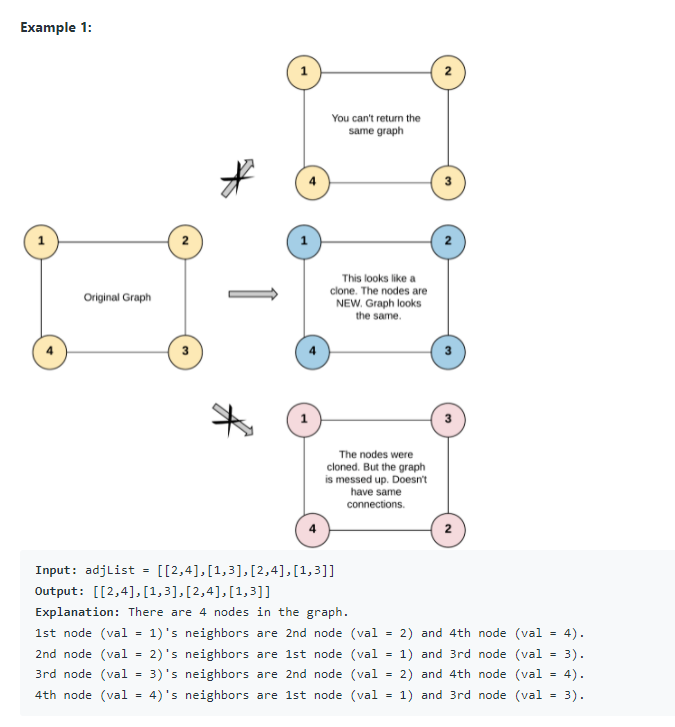 Example 1:
1
2
You can't return the
same graph
4
3
1
2
Original Graph
4
3
1
2
This looks like a
clone. The nodes are
NEW. Graph looks
the same.
4
3
1
3
The nodes were
cloned. But the graph
is messed up. Doesn't
have same
connections.
4
2
Input: adjList = [[2,4],[1,3],[2,4],[1,3]]
Output: [[2,4],[1,3],[2,4],[1,3]]
Explanation: There are 4 nodes in the graph.
1st node (val = 1)'s neighbors are 2nd node (val = 2) and 4th node (val = 4).
2nd node (val = 2)'s neighbors are 1st node (val = 1) and 3rd node (val = 3).
3rd node (val = 3)'s neighbors are 2nd node (val = 2) and 4th node (val = 4).
4th node (val = 4)'s neighbors are 1st node (val = 1) and 3rd node (val = 3).